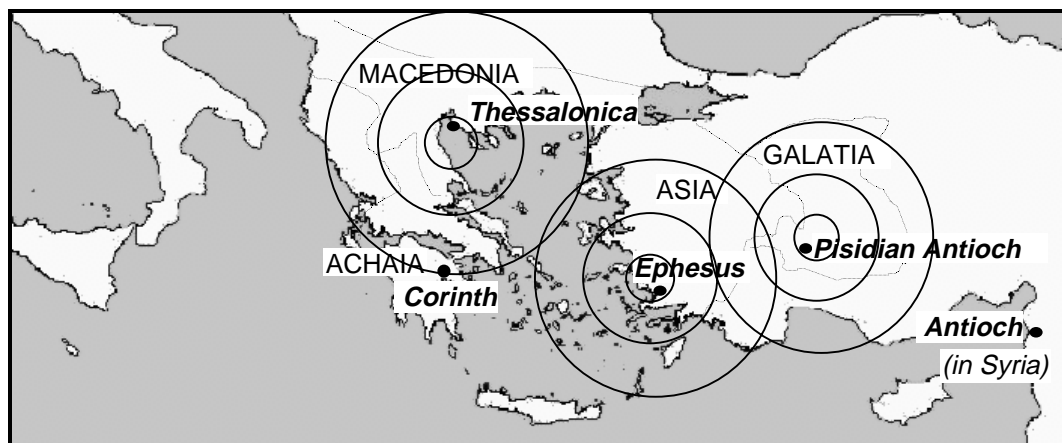 MACEDONIA
Thessalonica
GALATIA
ASIA
Pisidian Antioch
ACHAIA
Ephesus
Corinth
Antioch
(in Syria)